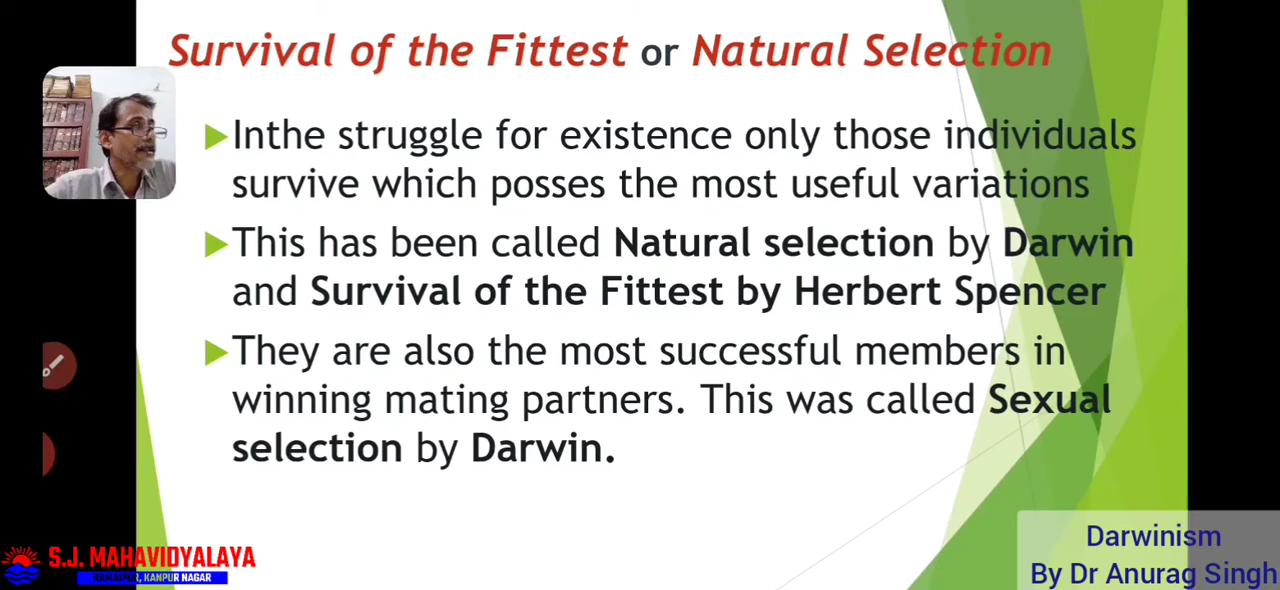 Survival of the Fittest or Natural Selection
Inthe struggle for existence only those individuals
survive which posses the most useful variations
This has been called Natural selection by Darwin
and Survival of the Fittest by Herbert Spencer
They are also the most successful members in
winning mating partners. This was called Sexual
selection by Darwin.
S.J. MAHAVIDYALAYA
RAMAIPUR, KANPUR NAGAR
Darwinism
By Dr Anurag Singh